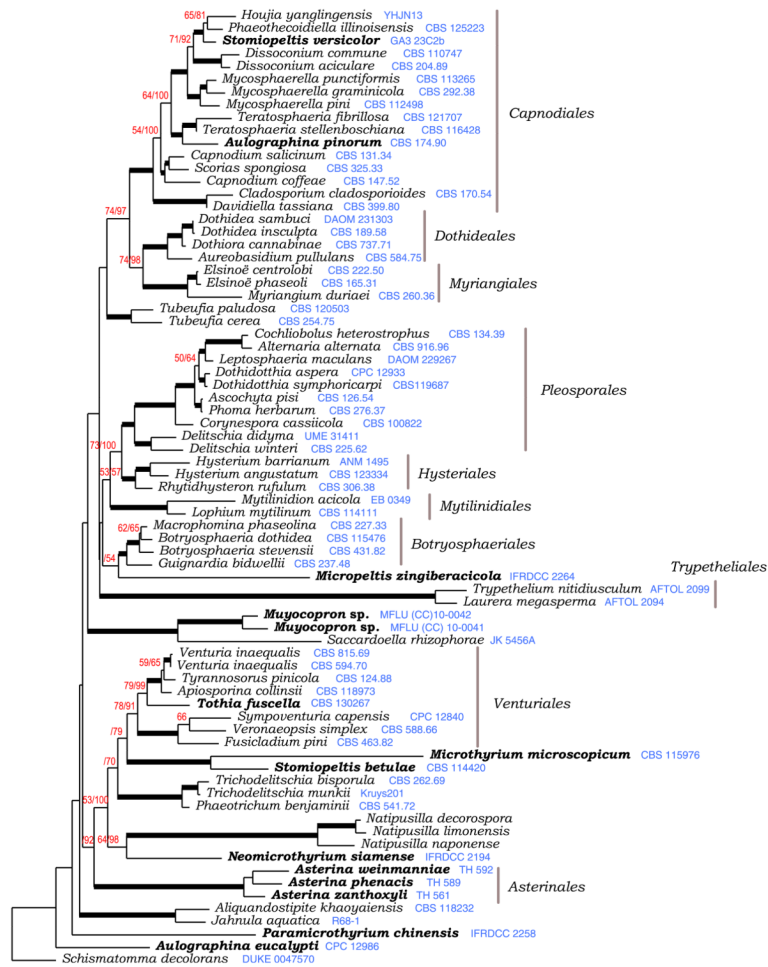 65/81
Houjia yanglingensis YHJN13
Phaeothecoidiella illinoisensis CBS 125223
71/92
Stomiopeltis versicolor GA3 23C2b
Dissoconium commune CBS 110747
Dissoconium aciculare CBS 204.89
Mycosphaerella punctiformis CBS 113265
Mycosphaerella graminicola CBS 292.38
64/100
Mycosphaerella pini CBS 112498
Capnodiales
Teratosphaeria fibrillosa CBS 121707
54/100
Teratosphaeria stellenboschiana CBS 116428
Aulographina pinorum CBS 174.90
Capnodium salicinum CBS 131.34
Scorias spongiosa CBS 325.33
Capnodium coffeae CBS 147.52
Cladosporium cladosporioides CBS 170.54
Davidiella tassiana CBS 399.80
74/97
Dothidea sambuci DAOM 231303
Dothidea insculpta CBS 189.58
Dothideales
Dothiora cannabinae CBS 737.71
74/98
Aureobasidium pullulans CBS 584.75
Elsinoë centrolobi CBS 222.50
Elsinoë phaseoli CBS 165.31
Myriangiales
Myriangium duriaei CBS 260.36
Tubeufia paludosa CBS 120503
Tubeufia cerea CBS 254.75
Cochliobolus heterostrophus CBS 134.39
Alternaria alternata CBS 916.96
50/64
Leptosphaeria maculans DAOM 229267
Dothidotthia aspera CPC 12933
Dothidotthia symphoricarpi CBS119687
Pleosporales
Ascochyta pisi CBS 126.54
Phoma herbarum CBS 276.37
Corynespora cassiicola CBS 100822
Delitschia didyma UME 31411
73/100
Delitschia winteri CBS 225.62
Hysterium barrianum ANM 1495
53/57
Hysterium angustatum CBS 123334
Hysteriales
Rhytidhysteron rufulum CBS 306.38
Mytilinidion acicola EB 0349
Mytilinidiales
Lophium mytilinum CBS 114111
62/65
Macrophomina phaseolina CBS 227.33
Botryosphaeria dothidea CBS 115476
Botryosphaeriales
Botryosphaeria stevensii CBS 431.82
/54
Guignardia bidwellii CBS 237.48
Trypetheliales
Micropeltis zingiberacicola IFRDCC 2264
Trypethelium nitidiusculum AFTOL 2099
Laurera megasperma AFTOL 2094
Muyocopron sp. MFLU (CC)10-0042
Muyocopron sp. MFLU (CC) 10-0041
Saccardoella rhizophorae JK 5456A
Venturia inaequalis CBS 815.69
59/65
Venturia inaequalis CBS 594.70
Tyrannosorus pinicola CBS 124.88
79/99
Apiosporina collinsii CBS 118973
Venturiales
78/91
Tothia fuscella CBS 130267
66
Sympoventuria capensis CPC 12840
/79
Veronaeopsis simplex CBS 588.66
Fusicladium pini CBS 463.82
Microthyrium microscopicum CBS 115976
/70
Stomiopeltis betulae CBS 114420
Trichodelitschia bisporula CBS 262.69
Trichodelitschia munkii Kruys201
53/100
Phaeotrichum benjaminii CBS 541.72
Natipusilla decorospora
Natipusilla limonensis
/92
64/98
Natipusilla naponense
Neomicrothyrium siamense IFRDCC 2194
Asterina weinmanniae TH 592
Asterina phenacis TH 589
Asterinales
Asterina zanthoxyli TH 561
Aliquandostipite khaoyaiensis CBS 118232
Jahnula aquatica R68-1
Paramicrothyrium chinensis IFRDCC 2258
Aulographina eucalypti CPC 12986
Schismatomma decolorans DUKE 0047570